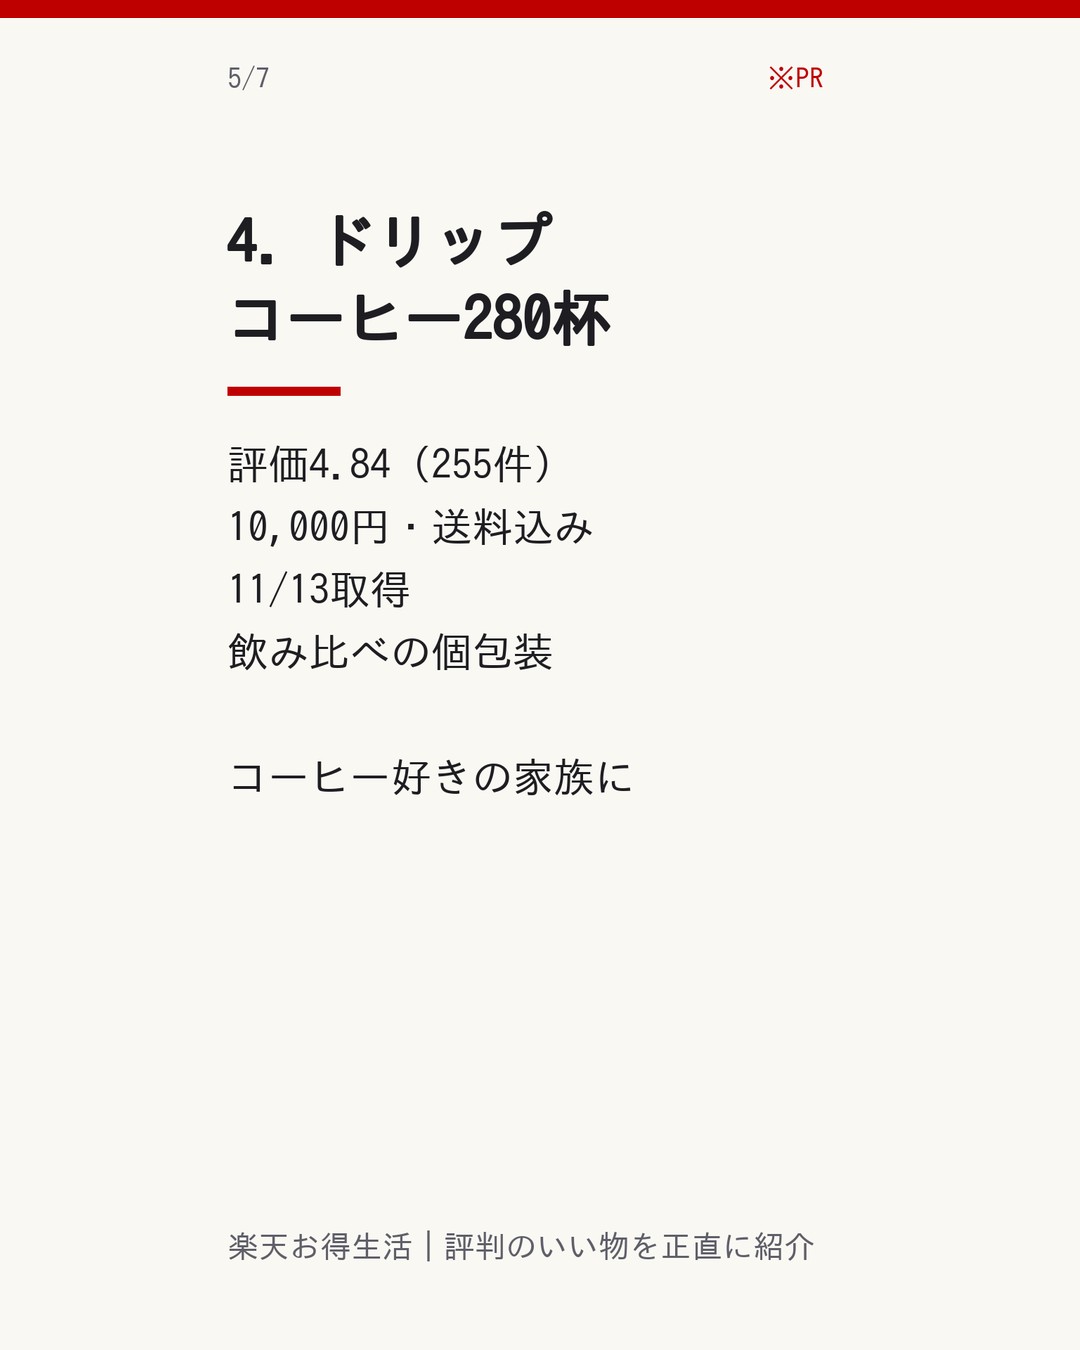 5/7
※PR
4. ドリップ
コーヒー280杯
評価4.84（255件）
10,000円・送料込み
11/13取得
飲み比べの個包装
コーヒー好きの家族に
楽天お得生活｜評判のいい物を正直に紹介